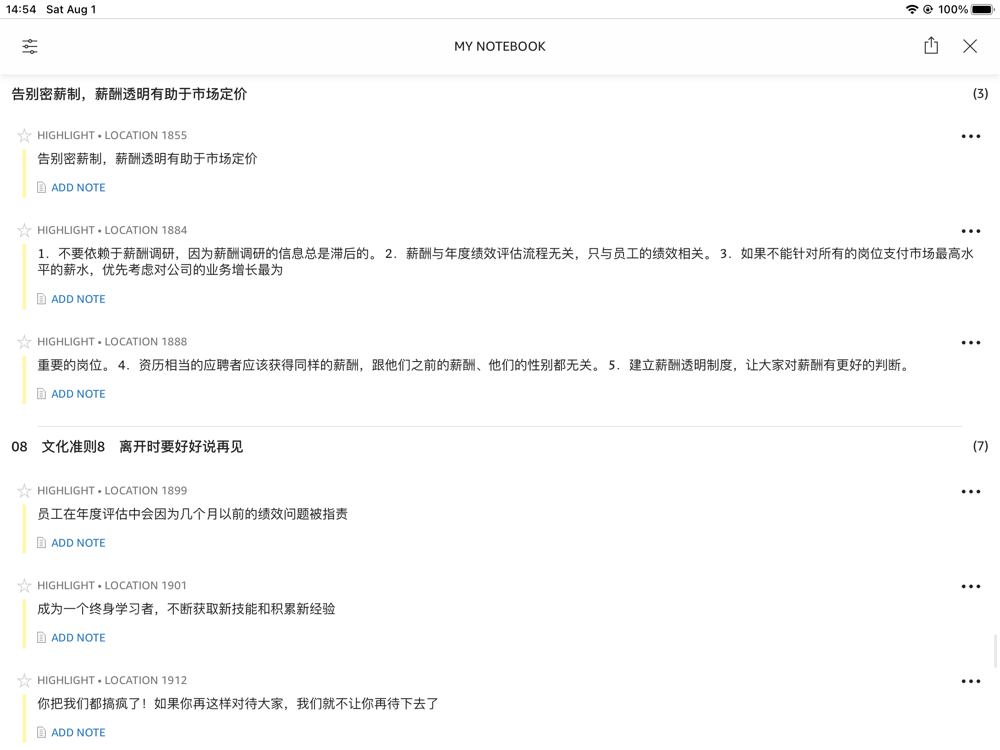 14:54 Sat Aug 1 100%
MY NOTEBOOK
告别密薪制，薪酬透明有助于市场定价 (3)
HIGHLIGHT • LOCATION 1855
告别密薪制，薪酬透明有助于市场定价
ADD NOTE
HIGHLIGHT • LOCATION 1884
1．不要依赖于薪酬调研，因为薪酬调研的信息总是滞后的。 2．薪酬与年度绩效评估流程无关，只与员工的绩效相关。 3．如果不能针对所有的岗位支付市场最高水
平的薪水，优先考虑对公司的业务增长最为
ADD NOTE
HIGHLIGHT • LOCATION 1888
重要的岗位。 4．资历相当的应聘者应该获得同样的薪酬，跟他们之前的薪酬、他们的性别都无关。 5．建立薪酬透明制度，让大家对薪酬有更好的判断。
ADD NOTE
08 文化准则8 离开时要好好说再见 (7)
HIGHLIGHT • LOCATION 1899
员工在年度评估中会因为几个月以前的绩效问题被指责
ADD NOTE
HIGHLIGHT • LOCATION 1901
成为一个终身学习者，不断获取新技能和积累新经验
ADD NOTE
HIGHLIGHT • LOCATION 1912
你把我们都搞疯了！如果你再这样对待大家，我们就不让你再待下去了
ADD NOTE